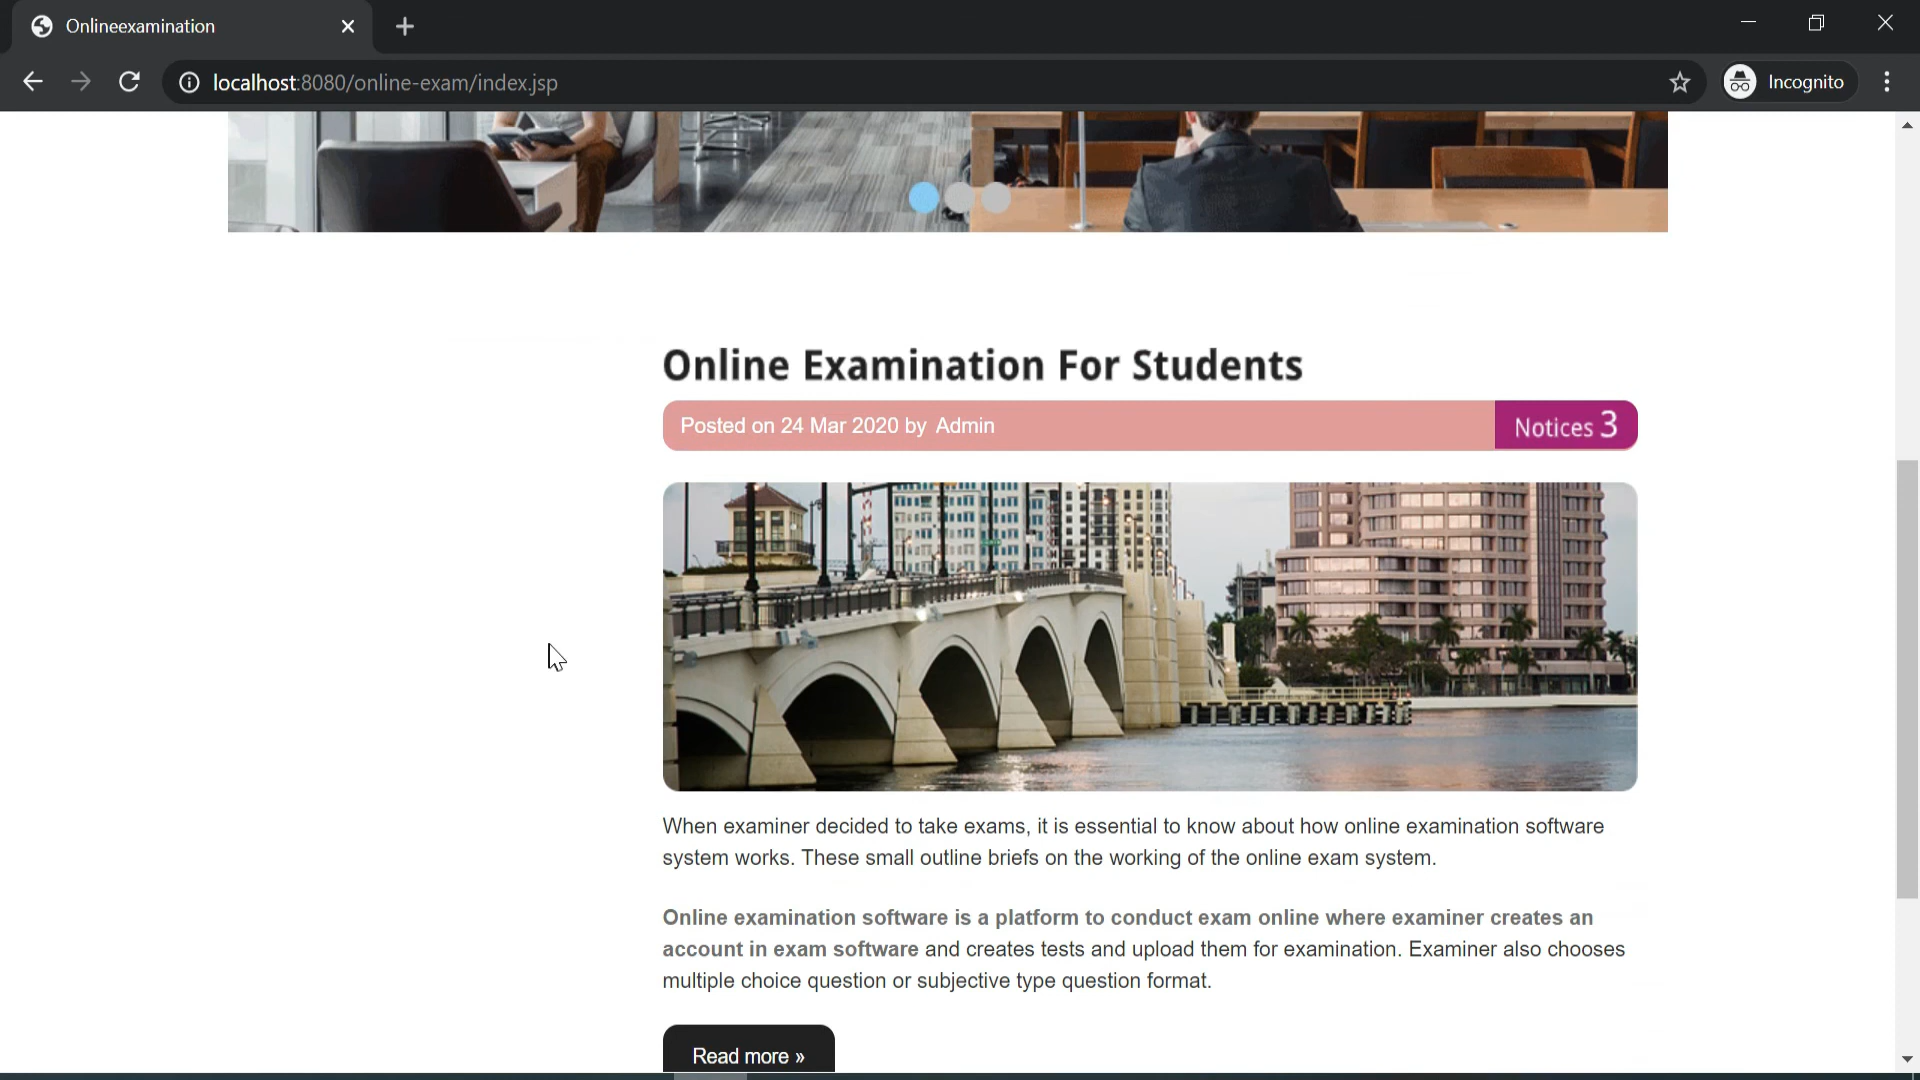 Onlineexamination
localhost:8080/online-exam/index.jsp
Incognito
Online Examination For Students
Posted on 24 Mar 2020 by Admin
Notices 3
When examiner decided to take exams, it is essential to know about how online examination software
system works. These small outline briefs on the working of the online exam system.
Online examination software is a platform to conduct exam online where examiner creates an
account in exam software and creates tests and upload them for examination. Examiner also chooses
multiple choice question or subjective type question format.
Read more »